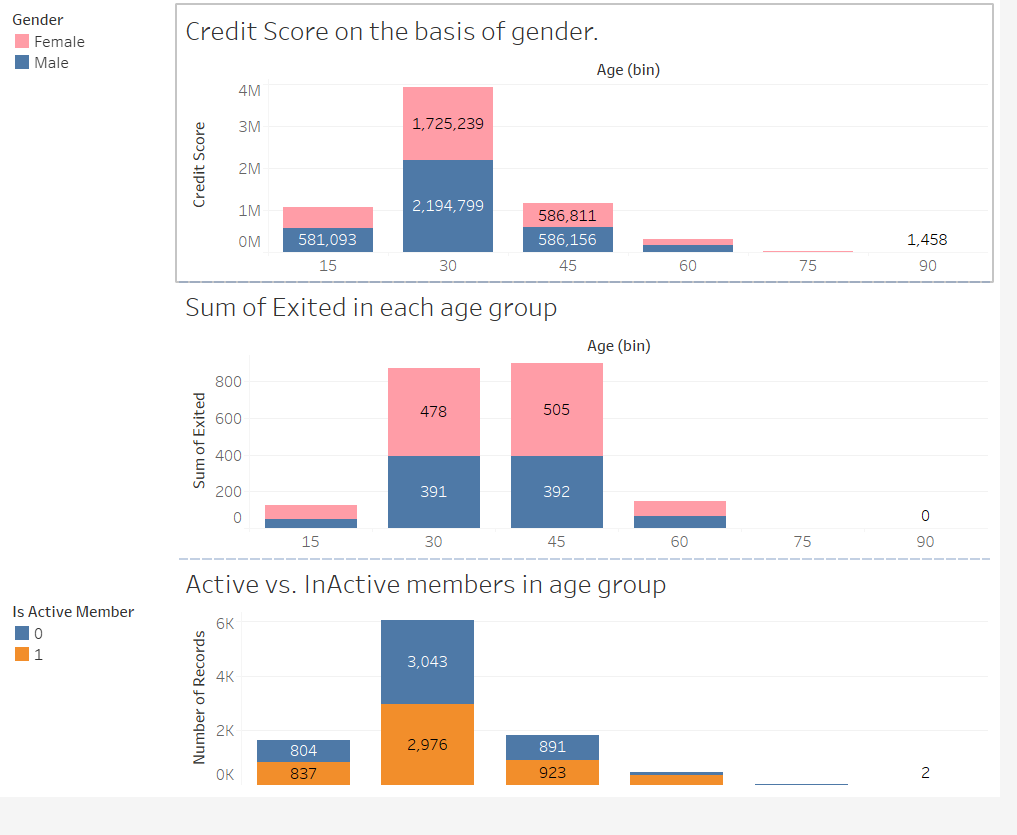 Gender
Female
Male
Credit Score on the basis of gender.
Age (bin)
Credit Score
4M
3M
2M
1M
0M
1,725,239
2,194,799
581,093
586,811
586,156
1,458
15 30 45 60 75 90
Sum of Exited in each age group
Age (bin)
Sum of Exited
800
600
400
200
0
478
505
391
392
0
15 30 45 60 75 90
Active vs. InActive members in age group
Is Active Member
0
1
Number of Records
6K
4K
2K
0K
3,043
2,976
804
837
891
923
2